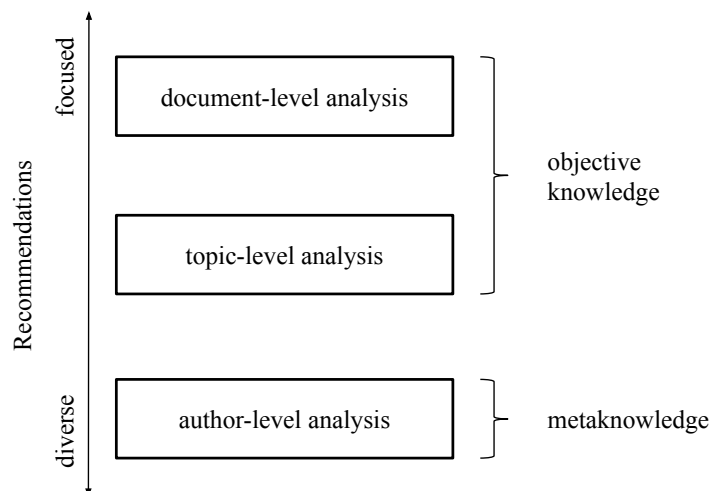 focused
document-level analysis
objective
knowledge
Recommendations
topic-level analysis
diverse
author-level analysis
metaknowledge